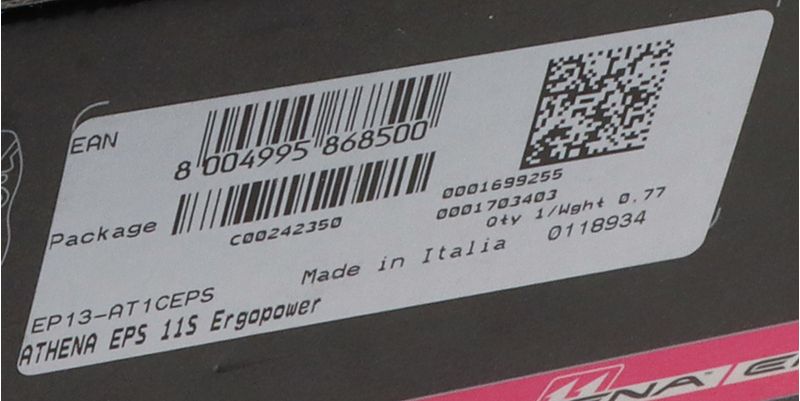 EAN
8 004995 868500
Package
C00242350
0001699255
0001703403
Qty 1/Wght 0.77
0118934
Made in Italia
EP13-AT1CEPS
ATHENA EPS 11S Ergopower
11